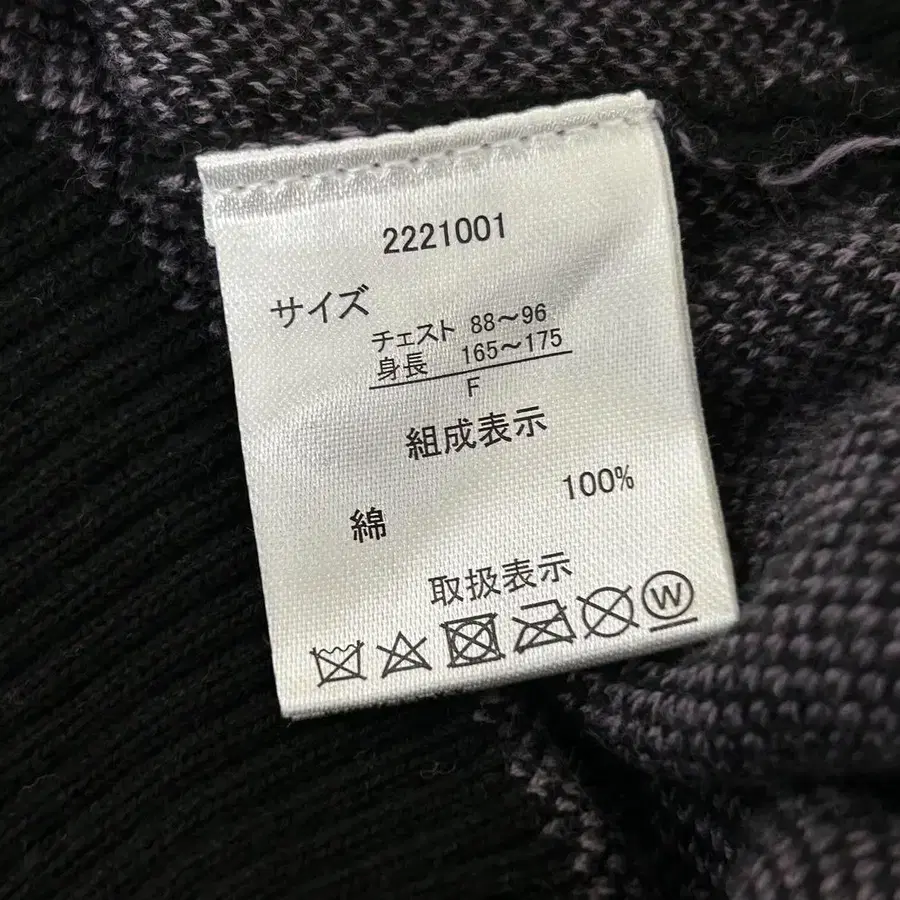 2221001
サイズ
チェスト 88～96
身長 165～175
F
組成表示
綿 100%
取扱表示
W